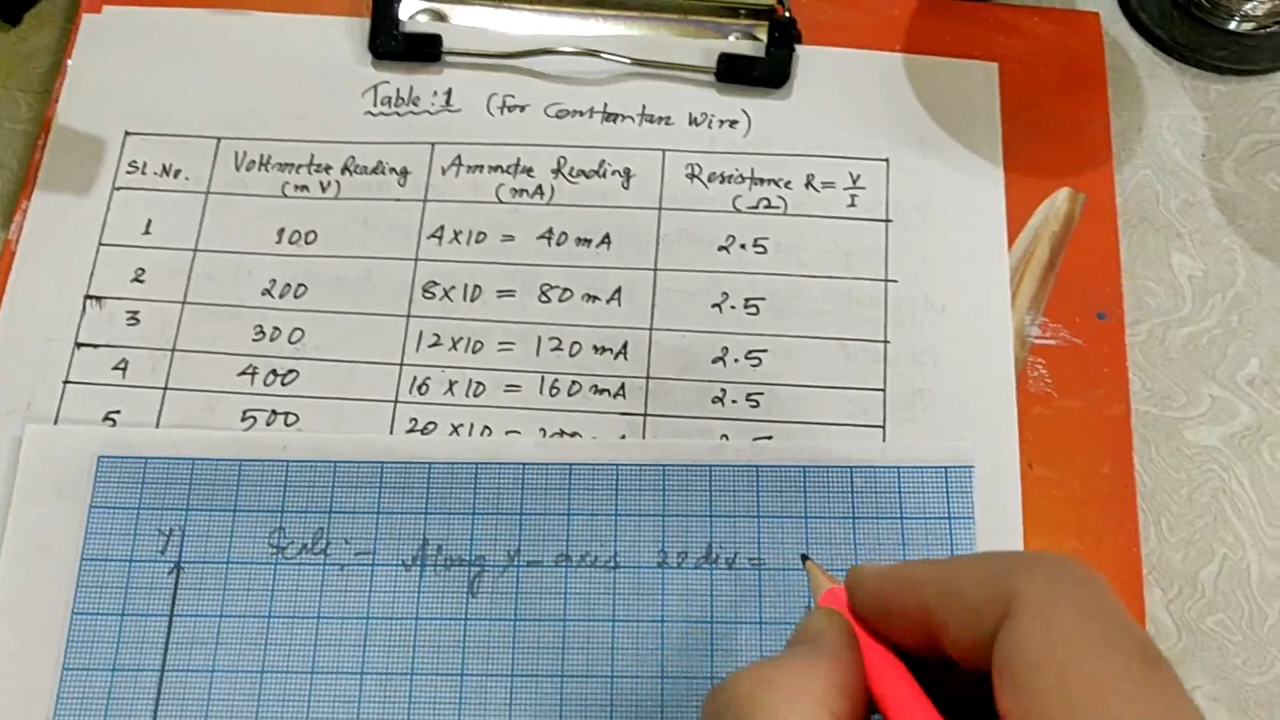 Table:1 (For Constantan Wire)
SL.No. Voltmeter Reading (mV) Ammeter Reading (mA) Resistance R= V/I (Ω)
1 100 4×10 = 40 mA 2.5
2 200 8×10 = 80 mA 2.5
3 300 12×10 = 120 mA 2.5
4 400 16×10 = 160 mA 2.5
5 500 20×10 =
Y Scale:- Along Y-axis 20 div =